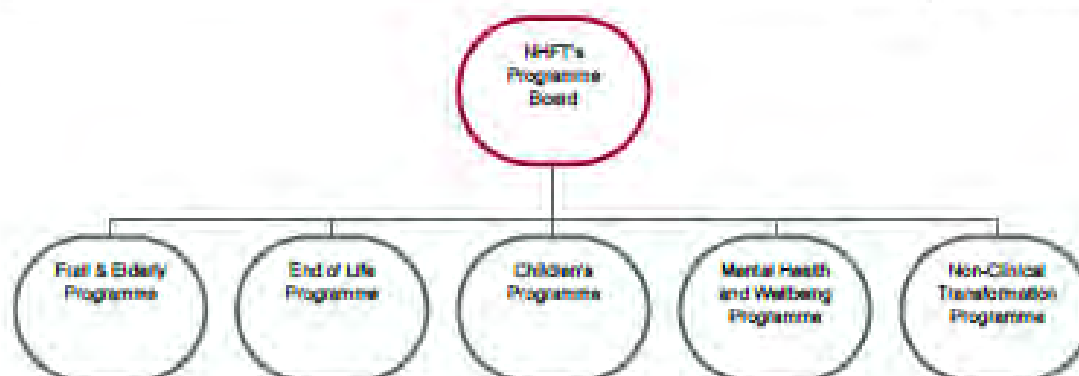 NHFT's
Programme
Board
Frail & Elderly
Programme
End of Life
Programme
Children's
Programme
Mental Health
and Wellbeing
Programme
Non-Clinical
Transformation
Programme